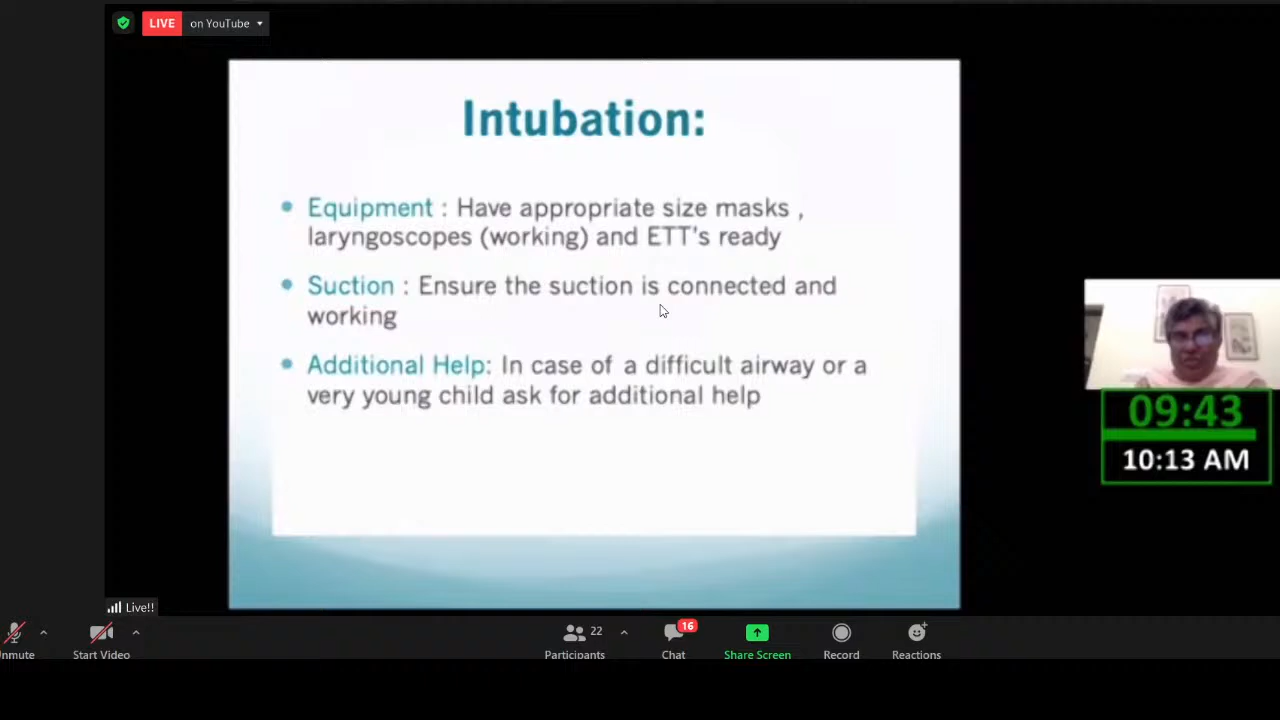 LIVE on YouTube
Intubation:
Equipment : Have appropriate size masks ,
laryngoscopes (working) and ETT's ready
Suction : Ensure the suction is connected and
working
Additional Help: In case of a difficult airway or a
very young child ask for additional help
09:43
10:13 AM
Live!!
nmute
Start Video
22
Participants
16
Chat
Share Screen
Record
Reactions